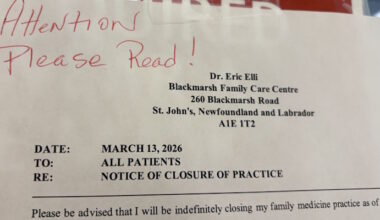 Attention
Please Read!
Dr. Eric Elli
Blackmarsh Family Care Centre
260 Blackmarsh Road
St. John's, Newfoundland and Labrador
A1E 1T2
DATE: MARCH 13, 2026
TO: ALL PATIENTS
RE: NOTICE OF CLOSURE OF PRACTICE
Please be advised that I will be indefinitely closing my family medicine practice as of